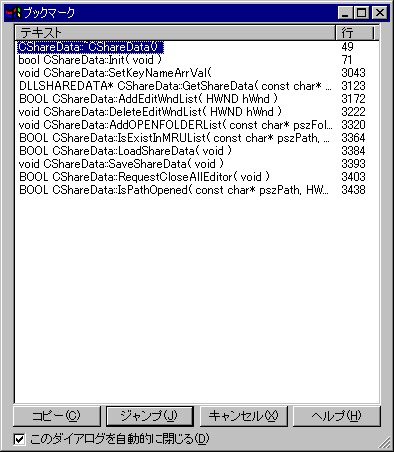 ブックマーク
テキスト 行
CShareData::~CShareData() 49
bool CShareData::Init( void ) 71
void CShareData::SetKeyNameArrVal( 3043
DLLSHAREDATA* CShareData::GetShareData( const char* ... 3123
BOOL CShareData::AddEditWndList( HWND hWnd ) 3172
void CShareData::DeleteEditWndList( HWND hWnd ) 3222
void CShareData::AddOPENFOLDERList( const char* pszFol... 3320
BOOL CShareData::IsExistInMRUList( const char* pszPath, ... 3364
BOOL CShareData::LoadShareData( void ) 3384
void CShareData::SaveShareData( void ) 3393
BOOL CShareData::RequestCloseAllEditor( void ) 3403
BOOL CShareData::IsPathOpened( const char* pszPath, HW... 3438
コピー(C) ジャンプ(J) キャンセル(X) ヘルプ(H)
このダイアログを自動的に閉じる(D)